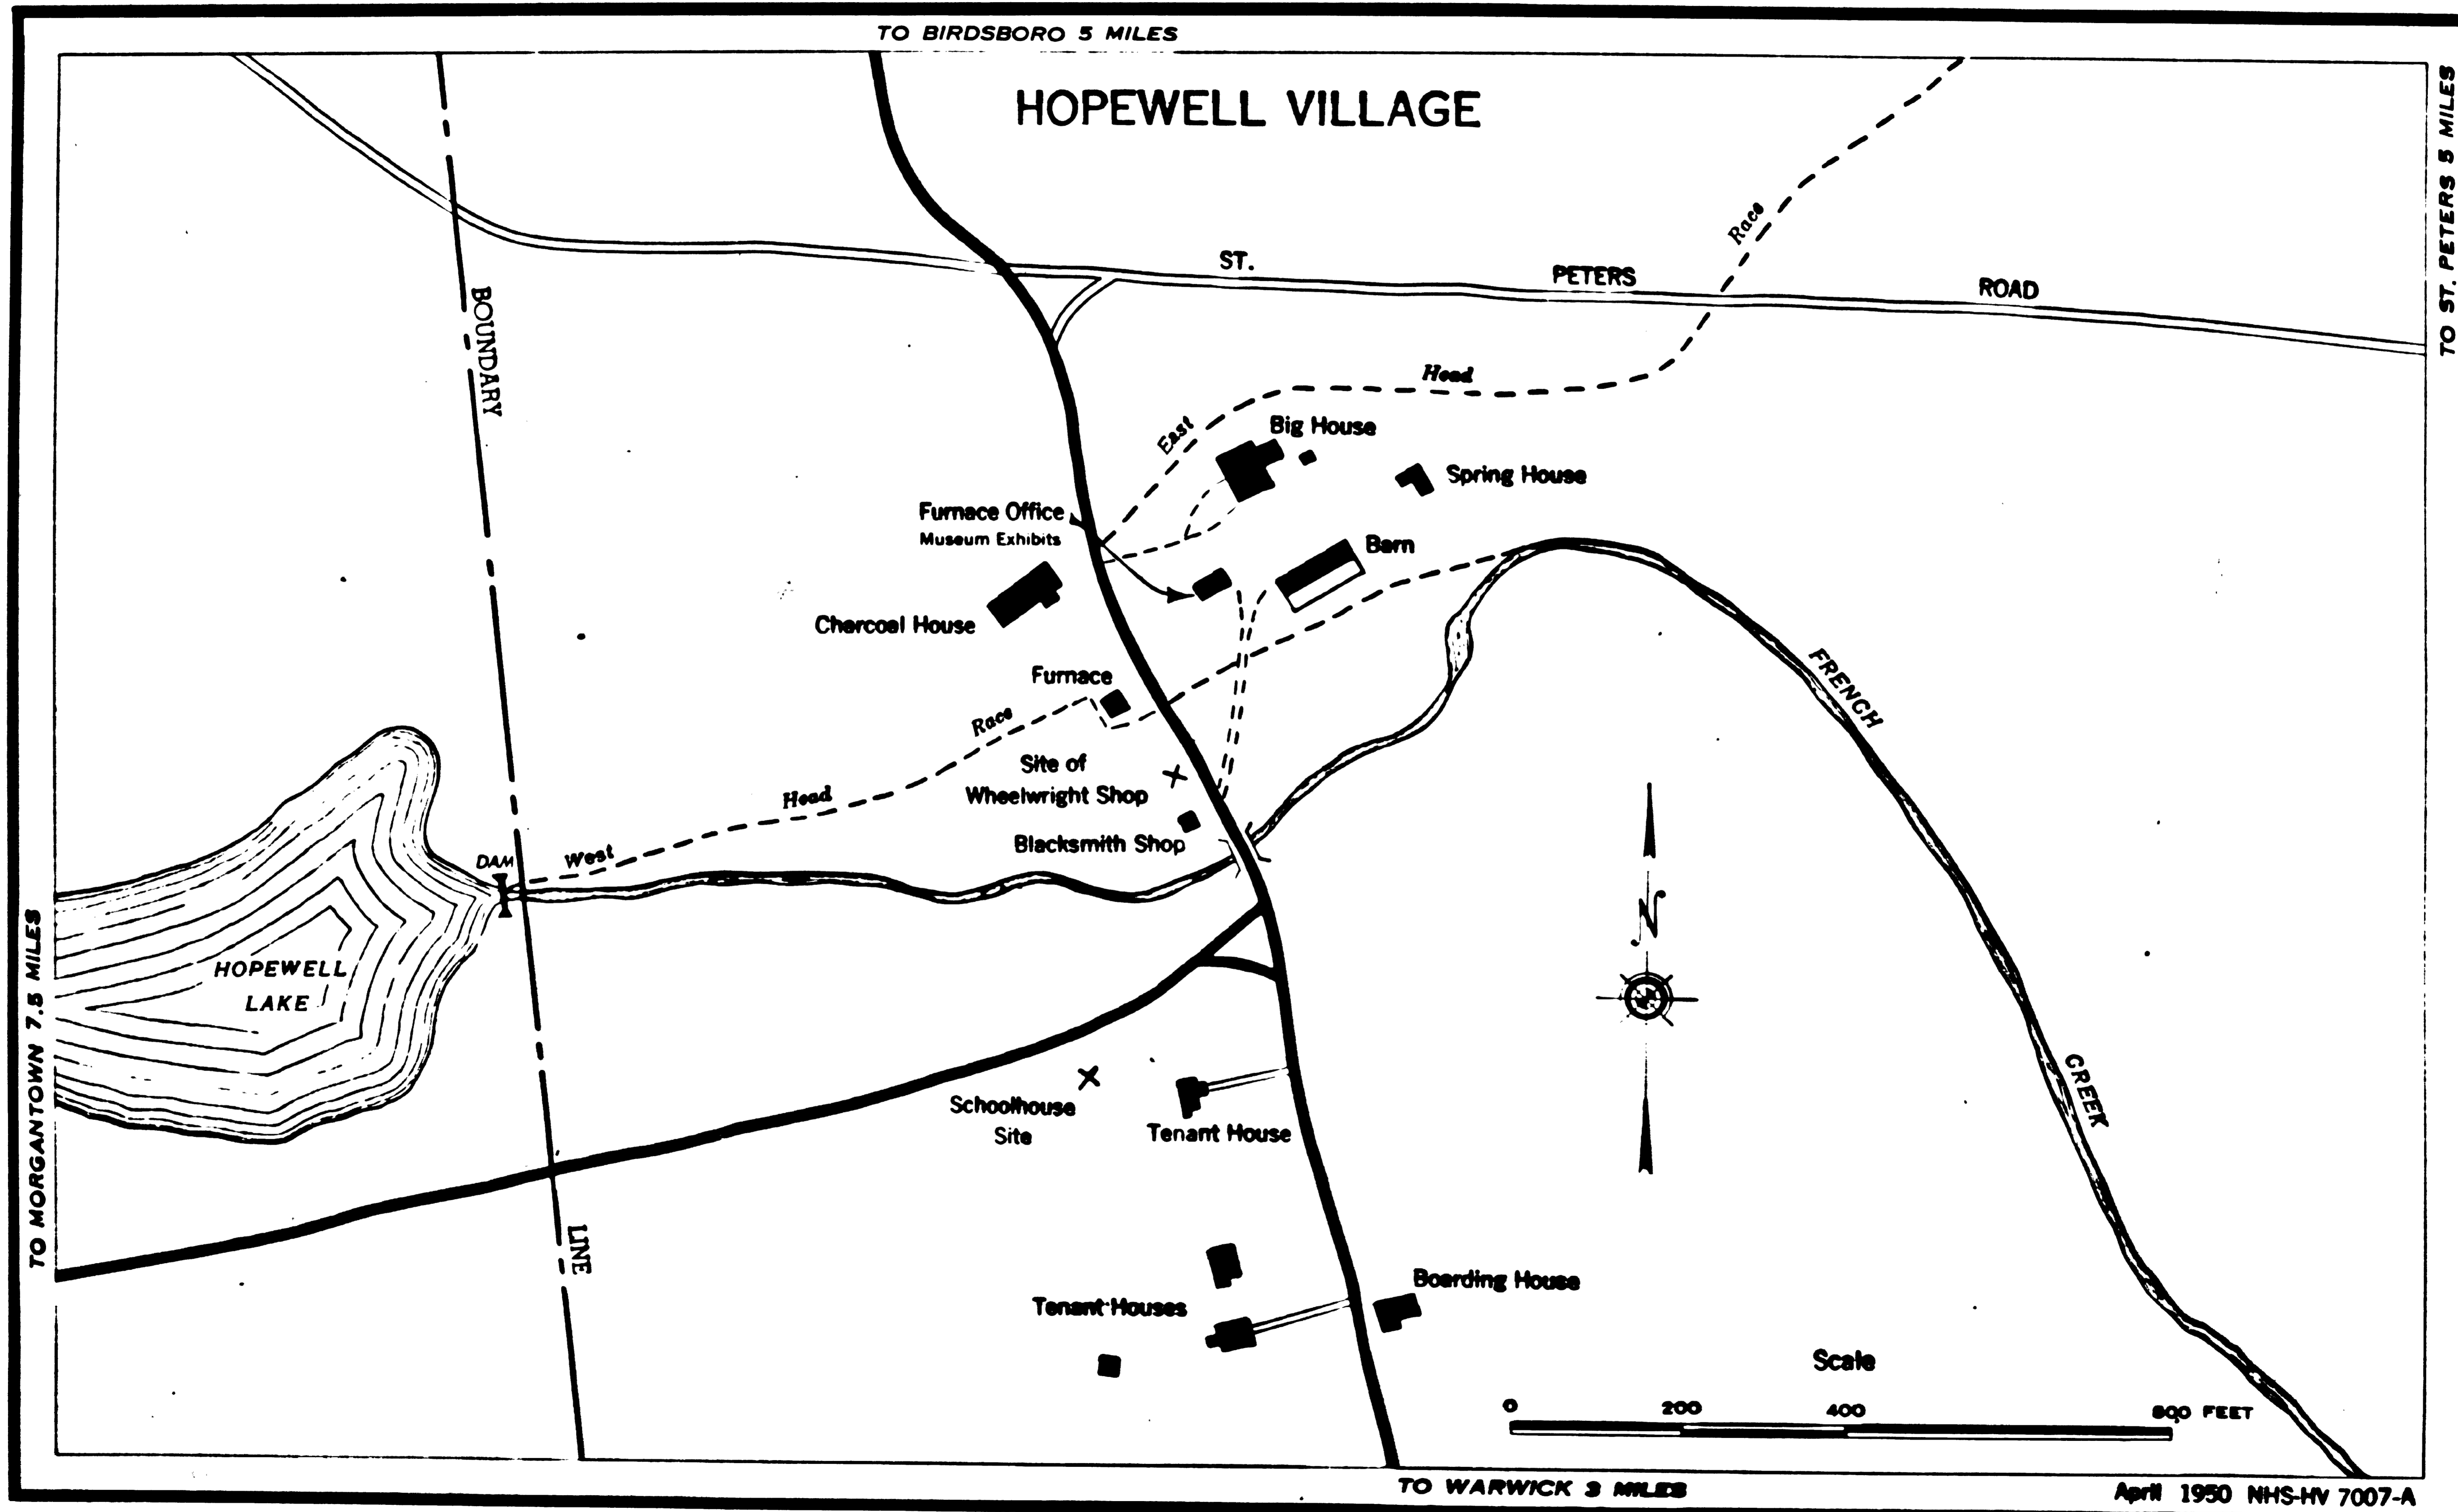 TO BIRDSBORO 5 MILES
HOPEWELL VILLAGE
TO ST. PETERS 5 MILES
ST. PETERS ROAD
Race
BOUNDARY
Head
East
Big House
Spring House
Furnace Office
Museum Exhibits
Barn
Charcoal House
Furnace
Race
FRENCH
Site of
Wheelwright Shop
Head
Blacksmith Shop
DAM
West
N
HOPEWELL
LAKE
TO MORGANTOWN 7.5 MILES
CREEK
Schoolhouse
Site
Tenant House
LINE
Boarding House
Tenant Houses
Scale
0 200 400 800 FEET
TO WARWICK 3 MILES
April 1950 NHS-HV 7007-A